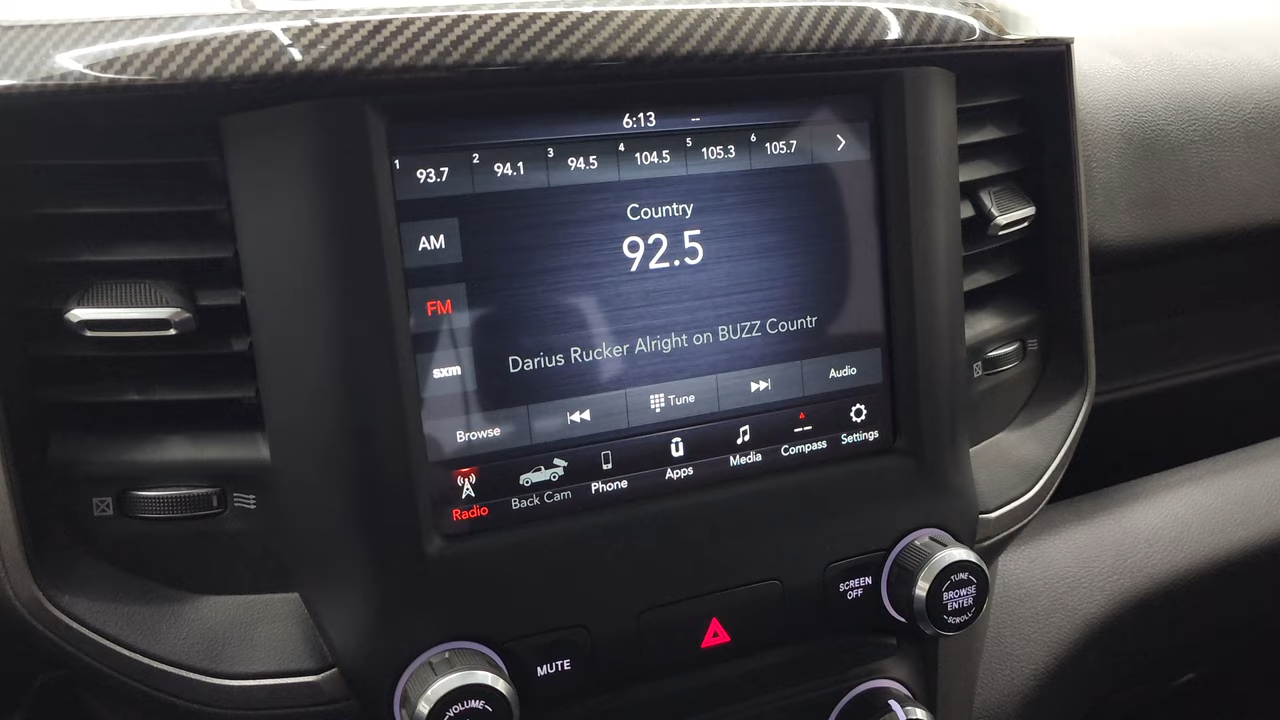 6:13 --
1 93.7 2 94.1 3 94.5 4 104.5 5 105.3 6 105.7
Country
92.5
AM
FM
sxm
Darius Rucker Alright on BUZZ Countr
Browse Tune Audio
Radio Back Cam Phone Apps Media Compass Settings
SCREEN
OFF
TUNE
BROWSE
ENTER
SCROLL
MUTE
VOLUME